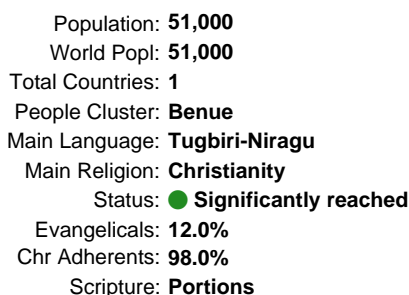 Population: 51,000
World Popl: 51,000
Total Countries: 1
People Cluster: Benue
Main Language: Tugbiri-Niragu
Main Religion: Christianity
Status: Significantly reached
Evangelicals: 12.0%
Chr Adherents: 98.0%
Scripture: Portions